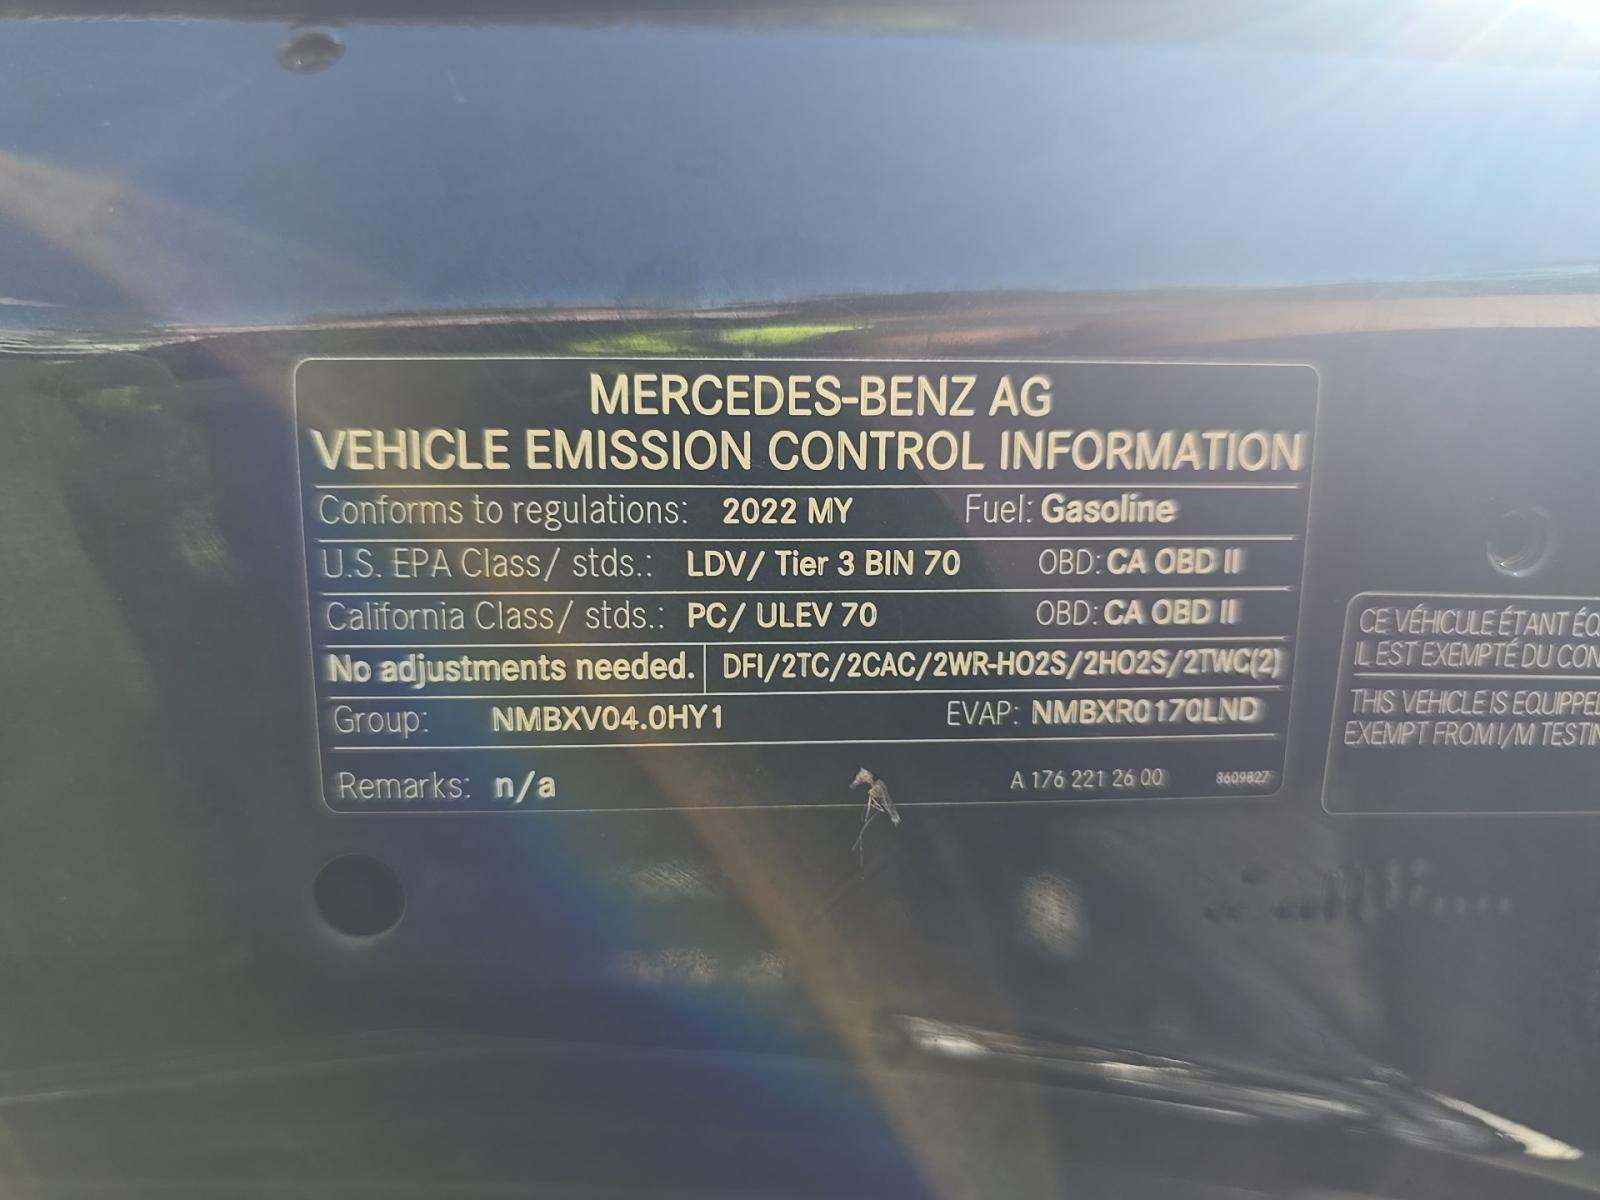 MERCEDES-BENZ AG
VEHICLE EMISSION CONTROL INFORMATION
Conforms to regulations: 2022 MY Fuel: Gasoline
U.S. EPA Class/ stds.: LDV/ Tier 3 BIN 70 OBD: CA OBD II
California Class/ stds.: PC/ ULEV 70 OBD: CA OBD II
No adjustments needed. DFI/2TC/2CAC/2WR-HO2S/2HO2S/2TWC(2)
Group: NMBXV04.0HY1 EVAP: NMBXR0170LND
Remarks: n/a A 176 221 26 00 8609827
CE VÉHICULE ÉTANT ÉQ
IL EST EXEMPTÉ DU CON
THIS VEHICLE IS EQUIPPED
EXEMPT FROM I/M TESTIN